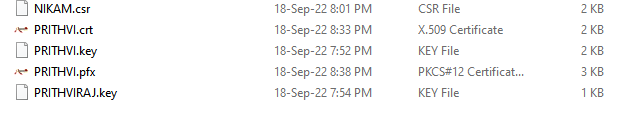 NIKAM.csr 18-Sep-22 8:01 PM CSR File 2 KB
PRITHVI.crt 18-Sep-22 8:33 PM X.509 Certificate 2 KB
PRITHVI.key 18-Sep-22 7:52 PM KEY File 2 KB
PRITHVI.pfx 18-Sep-22 8:38 PM PKCS#12 Certificat... 3 KB
PRITHVIRAJ.key 18-Sep-22 7:54 PM KEY File 1 KB